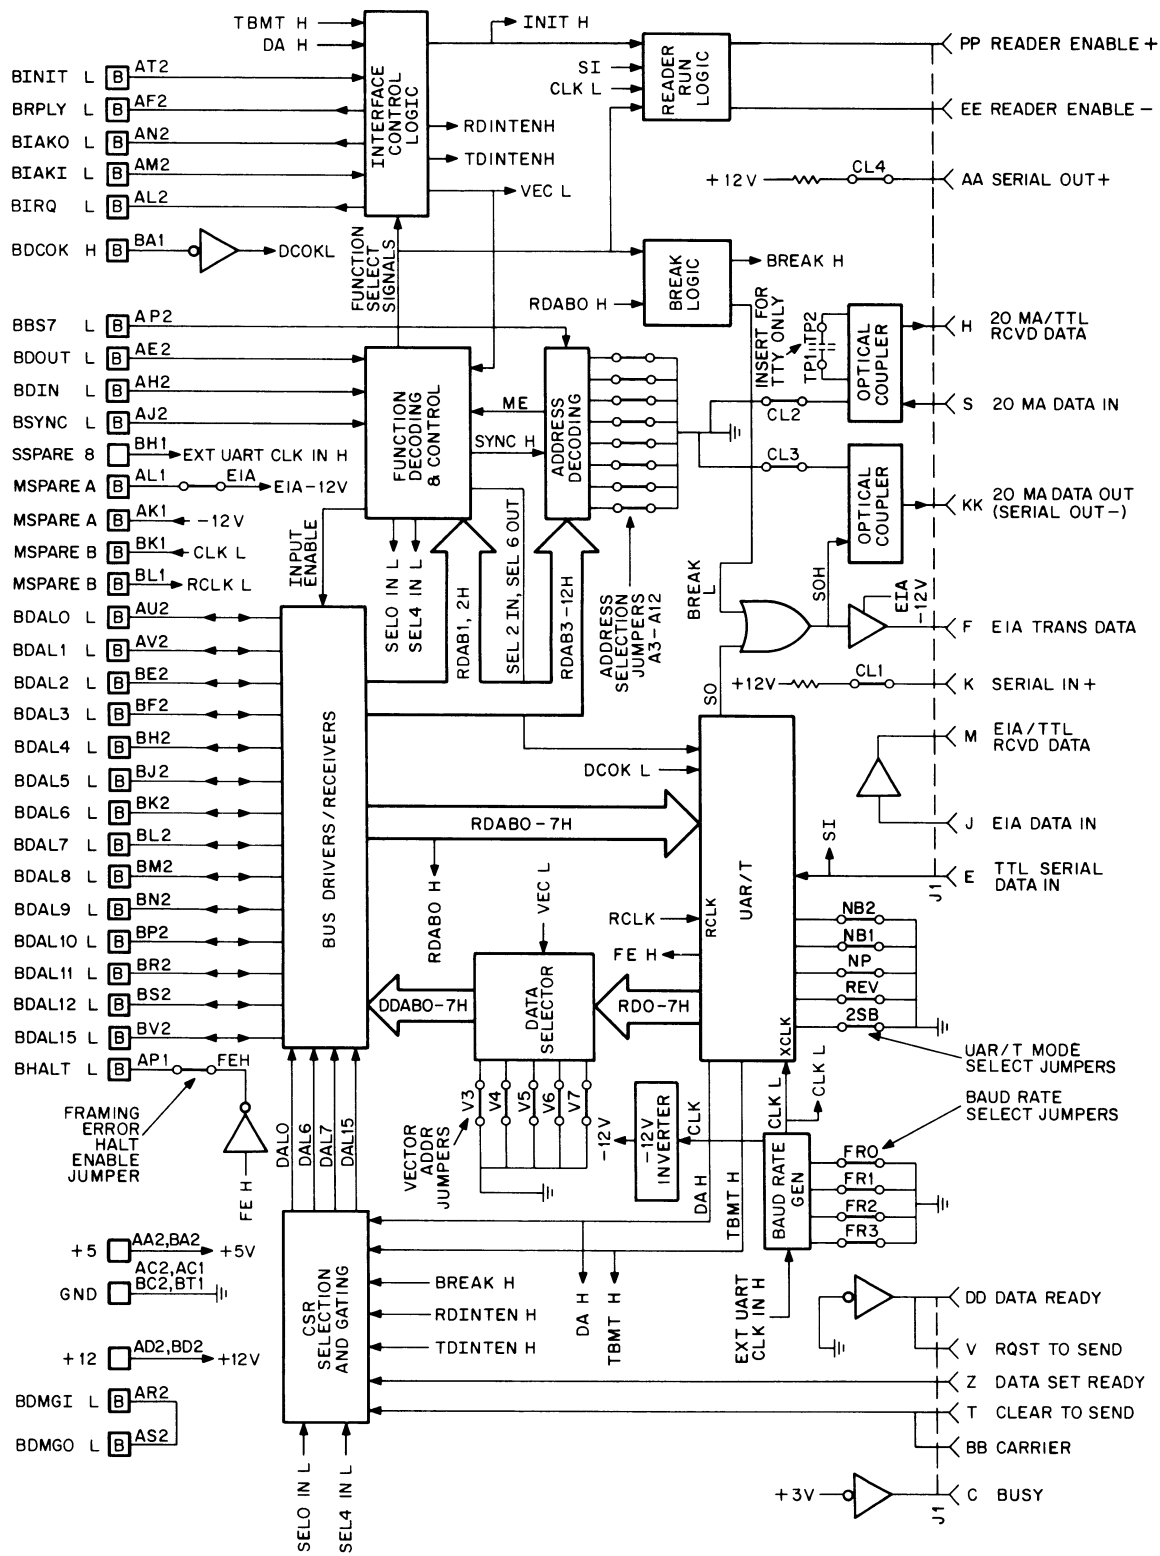 TBMT H
DA H
INIT H
INTERFACE CONTROL LOGIC
BINIT L B AT2
BRPLY L B AF2
BIAKO L B AN2
BIAKI L B AM2
BIRQ L B AL2
RDINTENH
TDINTENH
VEC L
SI
CLK L
READER RUN LOGIC
PP READER ENABLE +
EE READER ENABLE -
+12V
CL4
AA SERIAL OUT+
BDCOK H B BA1
DCOKL
FUNCTION SELECT SIGNALS
BREAK LOGIC
BREAK H
RDABO H
BBS7 L B AP2
BDOUT L B AE2
BDIN L B AH2
BSYNC L B AJ2
SSPARE 8 BH1
EXT UART CLK IN H
MSPARE A AL1
EIA
EIA-12V
MSPARE A AK1
-12V
MSPARE B BK1
CLK L
MSPARE B BL1
RCLK L
FUNCTION DECODING & CONTROL
ME
SYNC H
ADDRESS DECODING
INSERT FOR TTY ONLY
TP1
TP2
OPTICAL COUPLER
H 20 MA/TTL
RCVD DATA
CL2
S 20 MA DATA IN
CL3
OPTICAL COUPLER
KK 20 MA DATA OUT
(SERIAL OUT-)
INPUT ENABLE
SEL0 IN L
SEL4 IN L
RDAB1, 2H
SEL 2 IN, SEL 6 OUT
RDAB3-12H
ADDRESS SELECTION JUMPERS A3-A12
BREAK L
SOH
EIA -12V
F EIA TRANS DATA
SO
+12V
CL1
K SERIAL IN +
M EIA/TTL
RCVD DATA
J EIA DATA IN
SI
E TTL SERIAL
DATA IN
J1
BDAL0 L B AU2
BDAL1 L B AV2
BDAL2 L B BE2
BDAL3 L B BF2
BDAL4 L B BH2
BDAL5 L B BJ2
BDAL6 L B BK2
BDAL7 L B BL2
BDAL8 L B BM2
BDAL9 L B BN2
BDAL10 L B BP2
BDAL11 L B BR2
BDAL12 L B BS2
BDAL15 L B BV2
BHALT L B AP1
FEH
BUS DRIVERS/RECEIVERS
DCOK L
RDABO-7H
RDABO H
VEC L
RCLK
RCLK
FE H
UAR/T
XCLK
DDABO-7H
DATA SELECTOR
RDO-7H
NB2
NB1
NP
REV
2SB
UAR/T MODE
SELECT JUMPERS
BAUD RATE
SELECT JUMPERS
V3
V4
V5
V6
V7
VECTOR ADDR JUMPERS
-12V
-12V INVERTER
CLK
CLK L
CLK L
BAUD RATE GEN
FR0
FR1
FR2
FR3
FRAMING
ERROR
HALT
ENABLE
JUMPER
FE H
DAL0
DAL6
DAL7
DAL15
DA H
TBMT H
+5 AA2,BA2
+5V
GND AC2,AC1
BC2,BT1
+12 AD2,BD2
+12V
BDMGI L B AR2
BDMGO L B AS2
CSR SELECTION AND GATING
BREAK H
RDINTEN H
TDINTEN H
DA H
TBMT H
EXT UART CLK IN H
SEL0 IN L
SEL4 IN L
DD DATA READY
V RQST TO SEND
Z DATA SET READY
T CLEAR TO SEND
BB CARRIER
+3V
C BUSY
J1